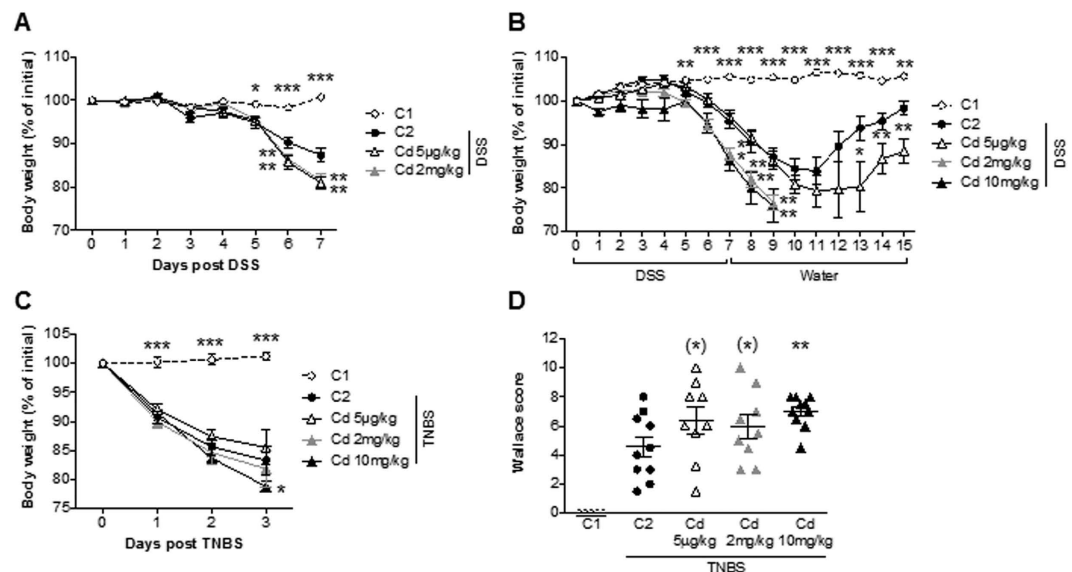 A
Body weight (% of initial)
110
100
90
80
70
0 1 2 3 4 5 6 7
Days post DSS
* *** ***
**
**
**
**
C1
C2
Cd 5µg/kg
Cd 2mg/kg
DSS
B
Body weight (% of initial)
110
100
90
80
70
*** *** *** *** ***
** *** *** *** *** **
*
*
**
**
**
**
*
**
**
0 1 2 3 4 5 6 7 8 9 10 11 12 13 14 15
DSS Water
C1
C2
Cd 5µg/kg
Cd 2mg/kg
Cd 10mg/kg
DSS
C
Body weight (% of initial)
105
100
95
90
85
80
75
*** *** ***
*
0 1 2 3
Days post TNBS
C1
C2
Cd 5µg/kg
Cd 2mg/kg
Cd 10mg/kg
TNBS
D
Wallace score
12
10
8
6
4
2
0
(*) (*) **
C1 C2 Cd Cd Cd
5µg/kg 2mg/kg 10mg/kg
TNBS